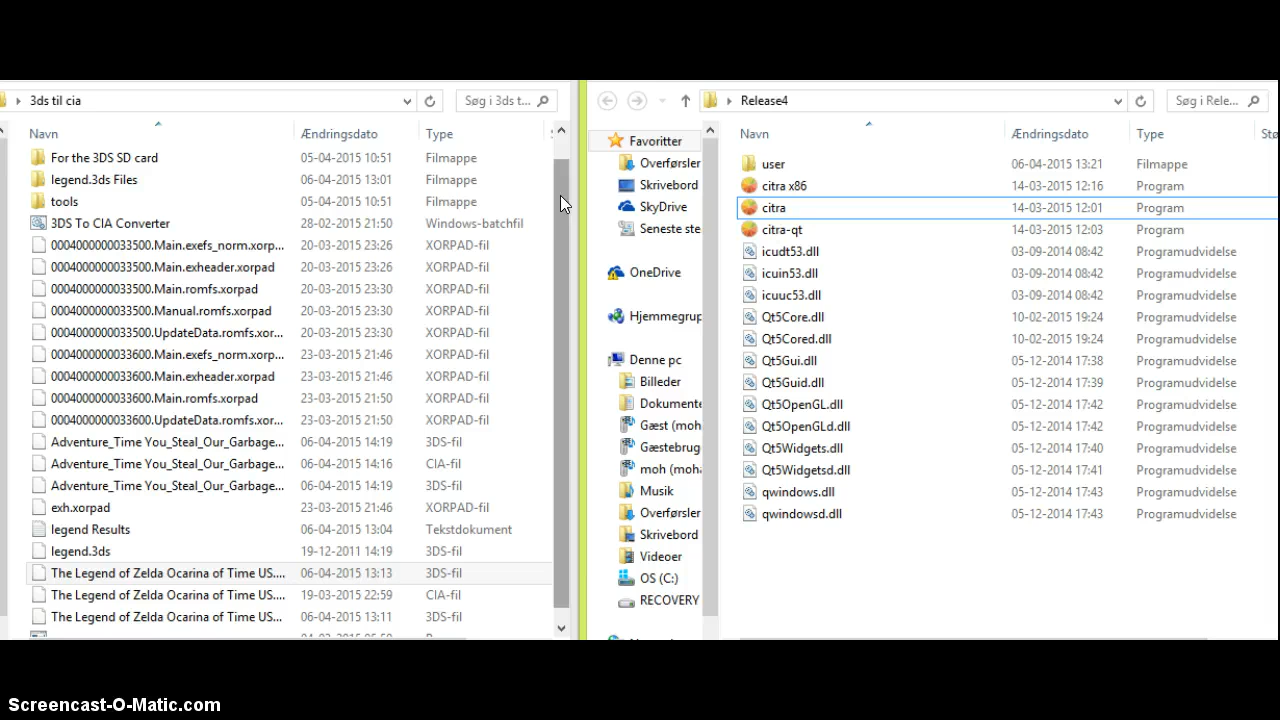 3ds til cia
Søg i 3ds t...
Navn Ændringsdato Type
For the 3DS SD card 05-04-2015 10:51 Filmappe
legend.3ds Files 06-04-2015 13:01 Filmappe
tools 05-04-2015 10:51 Filmappe
3DS To CIA Converter 28-02-2015 21:50 Windows-batchfil
0004000000033500.Main.exefs_norm.xorp... 20-03-2015 23:26 XORPAD-fil
0004000000033500.Main.exheader.xorpad 20-03-2015 23:26 XORPAD-fil
0004000000033500.Main.romfs.xorpad 20-03-2015 23:30 XORPAD-fil
0004000000033500.Manual.romfs.xorpad 20-03-2015 23:30 XORPAD-fil
0004000000033500.UpdateData.romfs.xor... 20-03-2015 23:30 XORPAD-fil
0004000000033600.Main.exefs_norm.xorp... 23-03-2015 21:46 XORPAD-fil
0004000000033600.Main.exheader.xorpad 23-03-2015 21:46 XORPAD-fil
0004000000033600.Main.romfs.xorpad 23-03-2015 21:50 XORPAD-fil
0004000000033600.UpdateData.romfs.xor... 23-03-2015 21:50 XORPAD-fil
Adventure_Time You_Steal_Our_Garbage... 06-04-2015 14:19 3DS-fil
Adventure_Time You_Steal_Our_Garbage... 06-04-2015 14:16 CIA-fil
Adventure_Time You_Steal_Our_Garbage... 06-04-2015 14:19 3DS-fil
exh.xorpad 23-03-2015 21:46 XORPAD-fil
legend Results 06-04-2015 13:04 Tekstdokument
legend.3ds 19-12-2011 14:19 3DS-fil
The Legend of Zelda Ocarina of Time US.... 06-04-2015 13:13 3DS-fil
The Legend of Zelda Ocarina of Time US.... 19-03-2015 22:59 CIA-fil
The Legend of Zelda Ocarina of Time US... 06-04-2015 13:11 3DS-fil
Release4
Søg i Rele...
Favoritter
Overførsler
Skrivebord
SkyDrive
Seneste ste
OneDrive
Hjemmegrup
Denne pc
Billeder
Dokumente
Gæst (moh
Gæstebrug
moh (moha
Musik
Overførsler
Skrivebord
Videoer
OS (C:)
RECOVERY
Navn Ændringsdato Type Stø
user 06-04-2015 13:21 Filmappe
citra x86 14-03-2015 12:16 Program
citra 14-03-2015 12:01 Program
citra-qt 14-03-2015 12:03 Program
icudt53.dll 03-09-2014 08:42 Programudvidelse
icuin53.dll 03-09-2014 08:42 Programudvidelse
icuuc53.dll 03-09-2014 08:42 Programudvidelse
Qt5Core.dll 10-02-2015 19:24 Programudvidelse
Qt5Cored.dll 10-02-2015 19:24 Programudvidelse
Qt5Gui.dll 05-12-2014 17:38 Programudvidelse
Qt5Guid.dll 05-12-2014 17:39 Programudvidelse
Qt5OpenGL.dll 05-12-2014 17:42 Programudvidelse
Qt5OpenGLd.dll 05-12-2014 17:42 Programudvidelse
Qt5Widgets.dll 05-12-2014 17:40 Programudvidelse
Qt5Widgetsd.dll 05-12-2014 17:41 Programudvidelse
qwindows.dll 05-12-2014 17:43 Programudvidelse
qwindowsd.dll 05-12-2014 17:43 Programudvidelse
Screencast-O-Matic.com